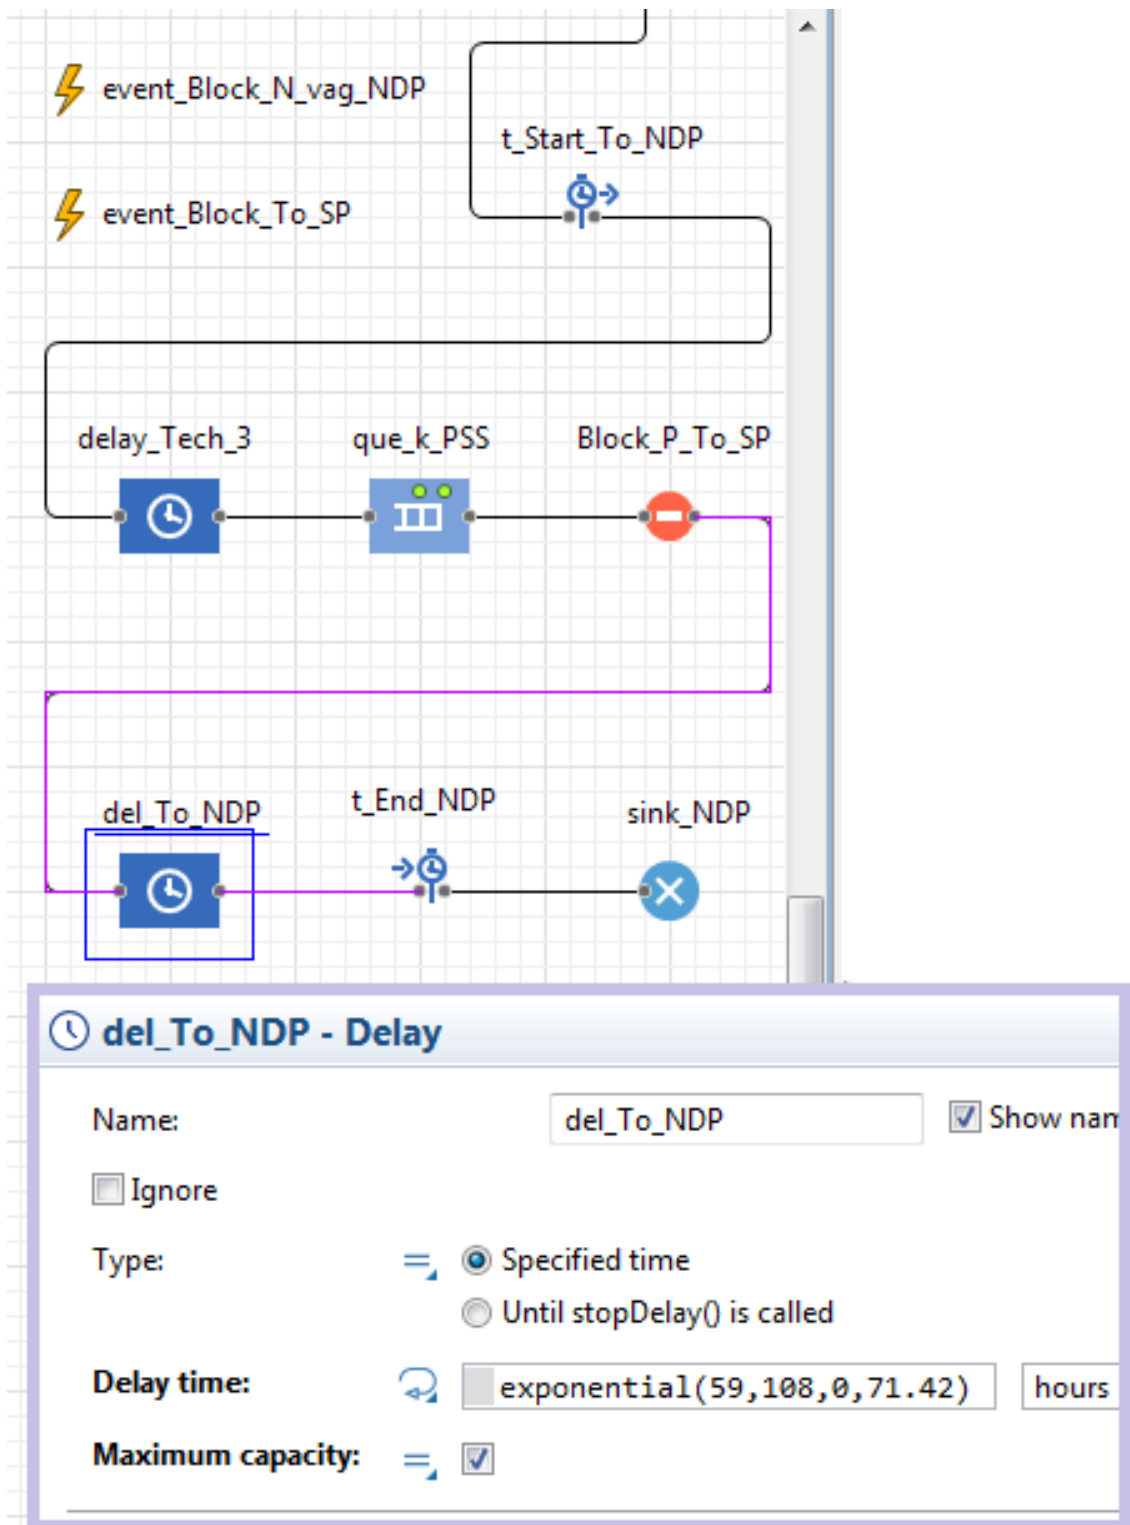 event_Block_N_vag_NDP
t_Start_To_NDP
event_Block_To_SP
delay_Tech_3
que_k_PSS
Block_P_To_SP
del_To_NDP
t_End_NDP
sink_NDP
del_To_NDP - Delay
Name: del_To_NDP Show nam
Ignore
Type: Specified time
Until stopDelay() is called
Delay time: exponential(59,108,0,71.42) hours
Maximum capacity: